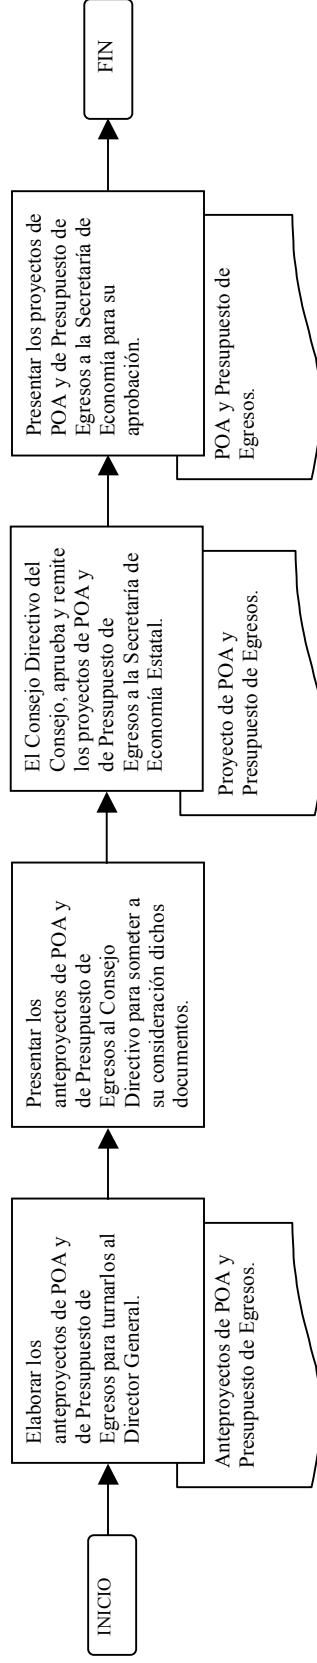 INICIO
Elaborar los
anteproyectos de POA y
de Presupuesto de
Egresos para turnarlos al
Director General.
Anteproyectos de POA y
Presupuesto de Egresos.
Presentar los
anteproyectos de POA y
de Presupuesto de
Egresos al Consejo
Directivo para someter a
su consideración dichos
documentos.
El Consejo Directivo del
Consejo, aprueba y remite
los proyectos de POA y
de Presupuesto de
Egresos a la Secretaría de
Economía Estatal.
Proyecto de POA y
Presupuesto de Egresos.
Presentar los proyectos de
POA y de Presupuesto de
Egresos a la Secretaría de
Economía para su
aprobación.
POA y Presupuesto de
Egresos.
FIN